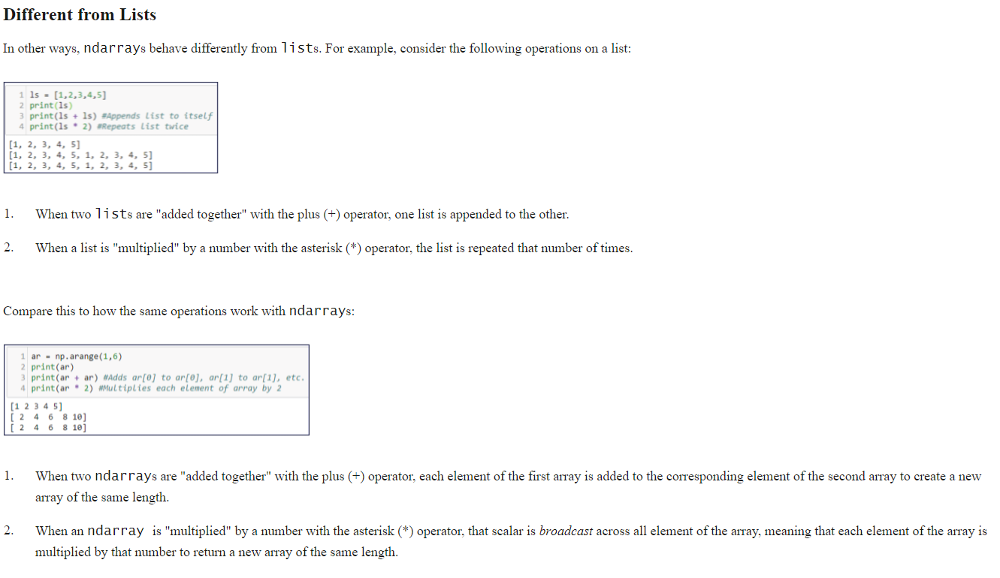 Different from Lists
In other ways, ndarrays behave differently from lists. For example, consider the following operations on a list:
1 ls = [1,2,3,4,5]
2 print(ls)
3 print(ls + ls) #Appends list to itself
4 print(ls * 2) #Repeats list twice
[1, 2, 3, 4, 5]
[1, 2, 3, 4, 5, 1, 2, 3, 4, 5]
[1, 2, 3, 4, 5, 1, 2, 3, 4, 5]
1. When two lists are "added together" with the plus (+) operator, one list is appended to the other.
2. When a list is "multiplied" by a number with the asterisk (*) operator, the list is repeated that number of times.
Compare this to how the same operations work with ndarrays:
1 ar = np.arange(1,6)
2 print(ar)
3 print(ar + ar) #Adds ar[0] to ar[0], ar[1] to ar[1], etc.
4 print(ar * 2) #Multiplies each element of array by 2
[1 2 3 4 5]
[ 2  4  6  8 10]
[ 2  4  6  8 10]
1. When two ndarrays are "added together" with the plus (+) operator, each element of the first array is added to the corresponding element of the second array to create a new
array of the same length.
2. When an ndarray is "multiplied" by a number with the asterisk (*) operator, that scalar is broadcast across all element of the array, meaning that each element of the array is
multiplied by that number to return a new array of the same length.